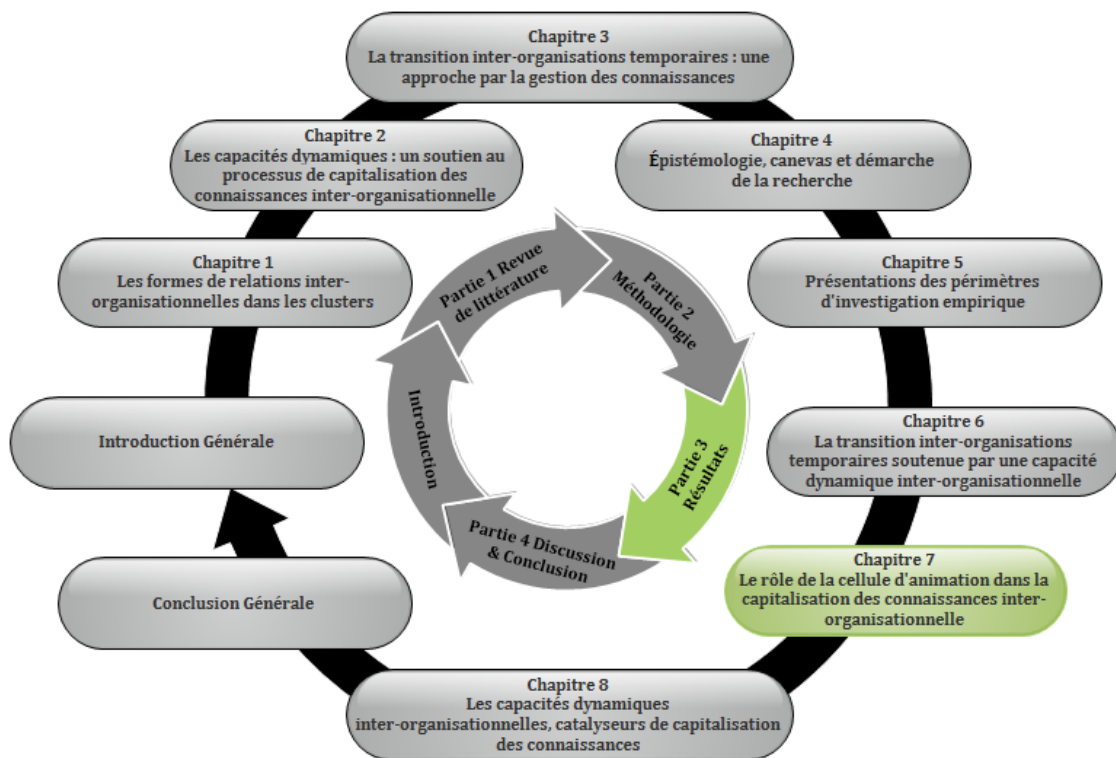 Chapitre 3
La transition inter-organisations temporaires : une
approche par la gestion des connaissances
Chapitre 2
Les capacités dynamiques : un soutien au
processus de capitalisation des
connaissances inter-organisationnelle
Chapitre 4
Épistémologie, canevas et démarche
de la recherche
Chapitre 1
Les formes de relations inter-
organisationnelles dans les clusters
Chapitre 5
Présentations des périmètres
d'investigation empirique
Partie 1 Revue
de littérature
Partie 2
Méthodologie
Introduction
Partie 3
Résultats
Partie 4 Discussion
& Conclusion
Introduction Générale
Chapitre 6
La transition inter-organisations
temporaires soutenue par une capacité
dynamique inter-organisationnelle
Chapitre 7
Le rôle de la cellule d'animation dans la
capitalisation des connaissances inter-
organisationnelle
Conclusion Générale
Chapitre 8
Les capacités dynamiques
inter-organisationnelles, catalyseurs de capitalisation
des connaissances